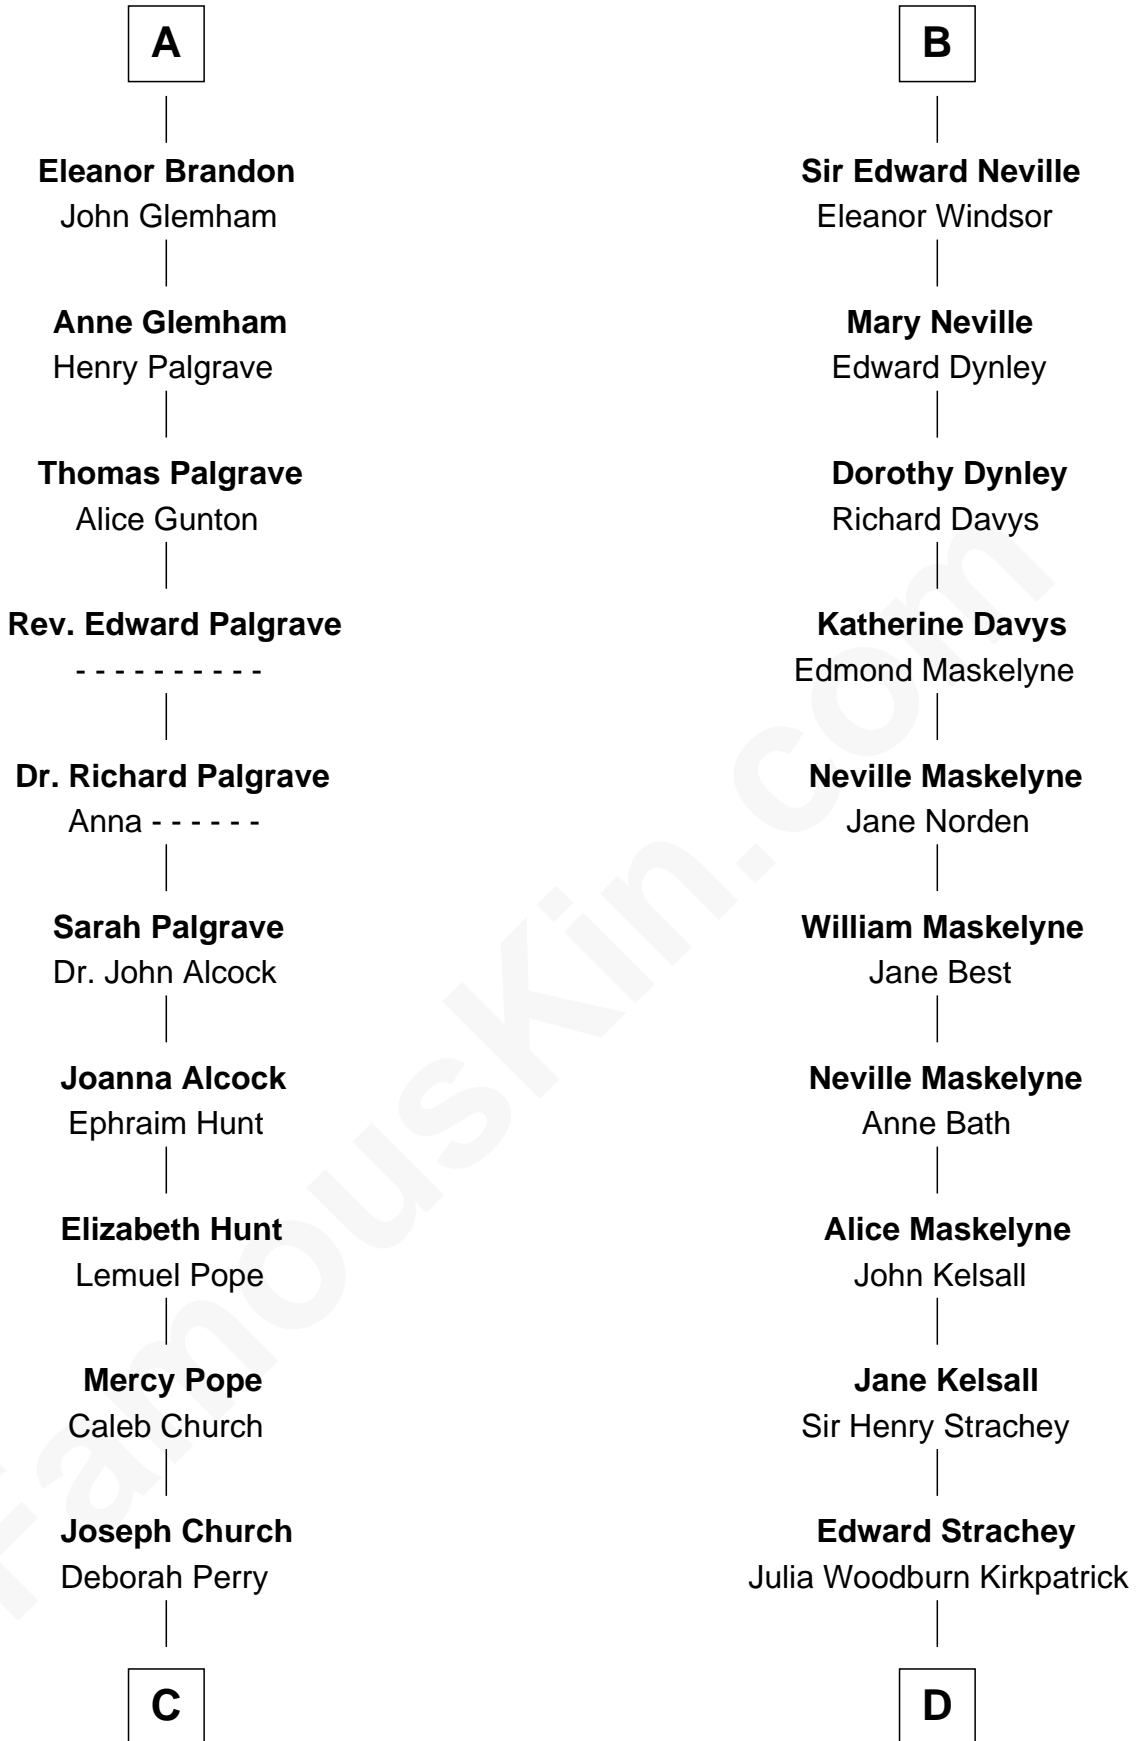 A
Eleanor Brandon
John Glemham
Anne Glemham
Henry Palgrave
Thomas Palgrave
Alice Gunton
Rev. Edward Palgrave
- - - - - - - - - -
Dr. Richard Palgrave
Anna - - - - - -
Sarah Palgrave
Dr. John Alcock
Joanna Alcock
Ephraim Hunt
Elizabeth Hunt
Lemuel Pope
Mercy Pope
Caleb Church
Joseph Church
Deborah Perry
C
B
Sir Edward Neville
Eleanor Windsor
Mary Neville
Edward Dynley
Dorothy Dynley
Richard Davys
Katherine Davys
Edmond Maskelyne
Neville Maskelyne
Jane Norden
William Maskelyne
Jane Best
Neville Maskelyne
Anne Bath
Alice Maskelyne
John Kelsall
Jane Kelsall
Sir Henry Strachey
Edward Strachey
Julia Woodburn Kirkpatrick
D
FamousKin.com